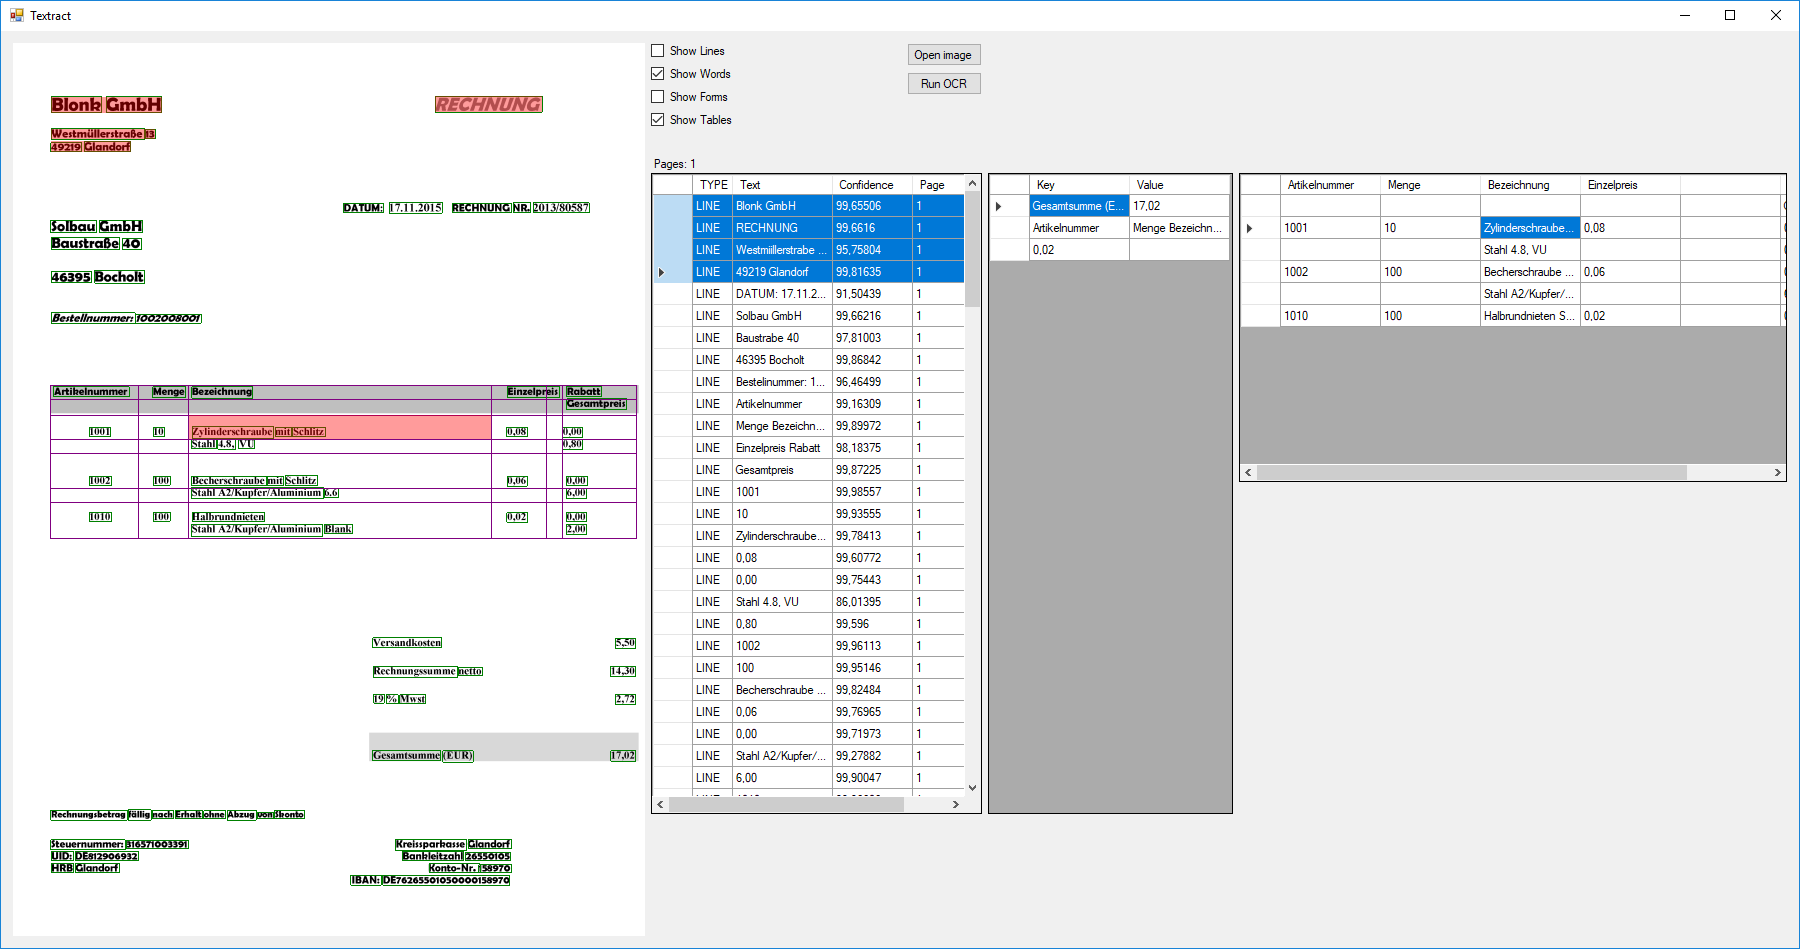 Textract
Blonk GmbH
RECHNUNG
Westmüllerstraße 13
49219 Glandorf
DATUM: 17.11.2015 RECHNUNG NR. 2013/80587
Solbau GmbH
Baustraße 40
46395 Bocholt
Bestellnummer: 1002008001
Artikelnummer Menge Bezeichnung Einzelpreis Rabatt
Gesamtpreis
1001 10 Zylinderschraube mit Schlitz 0,08 0,00
Stahl 4.8, VU 0,80
1002 100 Becherschraube mit Schlitz 0,06 0,00
Stahl A2/Kupfer/Aluminium 6.6 6,00
1010 100 Halbrundnieten 0,02 0,00
Stahl A2/Kupfer/Aluminium Blank 2,00
Versandkosten 5,50
Rechnungssumme netto 14,30
19 % Mwst 2,72
Gesamtsumme (EUR) 17,02
Rechnungsbetrag fällig nach Erhalt ohne Abzug von Skonto
Steuernummer: 316571003391
UID: DE812906932
HRB Glandorf
Kreissparkasse Glandorf
Bankleitzahl 26550105
Konto-Nr. 158970
IBAN: DE76265501050000158970
Show Lines
Show Words
Show Forms
Show Tables
Open image
Run OCR
Pages: 1
TYPE Text Confidence Page
LINE Blonk GmbH 99,65506 1
LINE RECHNUNG 99,6616 1
LINE Westmiillerstrabe ... 95,75804 1
LINE 49219 Glandorf 99,81635 1
LINE DATUM: 17.11.2... 91,50439 1
LINE Solbau GmbH 99,66216 1
LINE Baustrabe 40 97,81003 1
LINE 46395 Bocholt 99,86842 1
LINE Bestelinummer: 1... 96,46499 1
LINE Artikelnummer 99,16309 1
LINE Menge Bezeichn... 99,89972 1
LINE Einzelpreis Rabatt 98,18375 1
LINE Gesamtpreis 99,87225 1
LINE 1001 99,98557 1
LINE 10 99,93555 1
LINE Zylinderschraube... 99,78413 1
LINE 0,08 99,60772 1
LINE 0,00 99,75443 1
LINE Stahl 4.8, VU 86,01395 1
LINE 0,80 99,596 1
LINE 1002 99,96113 1
LINE 100 99,95146 1
LINE Becherschraube ... 99,82484 1
LINE 0,06 99,76965 1
LINE 0,00 99,71973 1
LINE Stahl A2/Kupfer/... 99,27882 1
LINE 6,00 99,90047 1
Key Value
Gesamtsumme (E... 17,02
Artikelnummer Menge Bezeichn...
0,02
Artikelnummer Menge Bezeichnung Einzelpreis
1001 10 Zylinderschraube... 0,08
Stahl 4.8, VU
1002 100 Becherschraube ... 0,06
Stahl A2/Kupfer/...
1010 100 Halbrundnieten S... 0,02